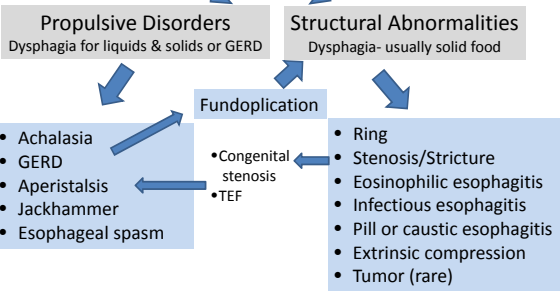 Propulsive Disorders
Dysphagia for liquids & solids or GERD
Structural Abnormalities
Dysphagia- usually solid food
Fundoplication
• Achalasia
• GERD
• Aperistalsis
• Jackhammer
• Esophageal spasm
•Congenital
stenosis
•TEF
• Ring
• Stenosis/Stricture
• Eosinophilic esophagitis
• Infectious esophagitis
• Pill or caustic esophagitis
• Extrinsic compression
• Tumor (rare)